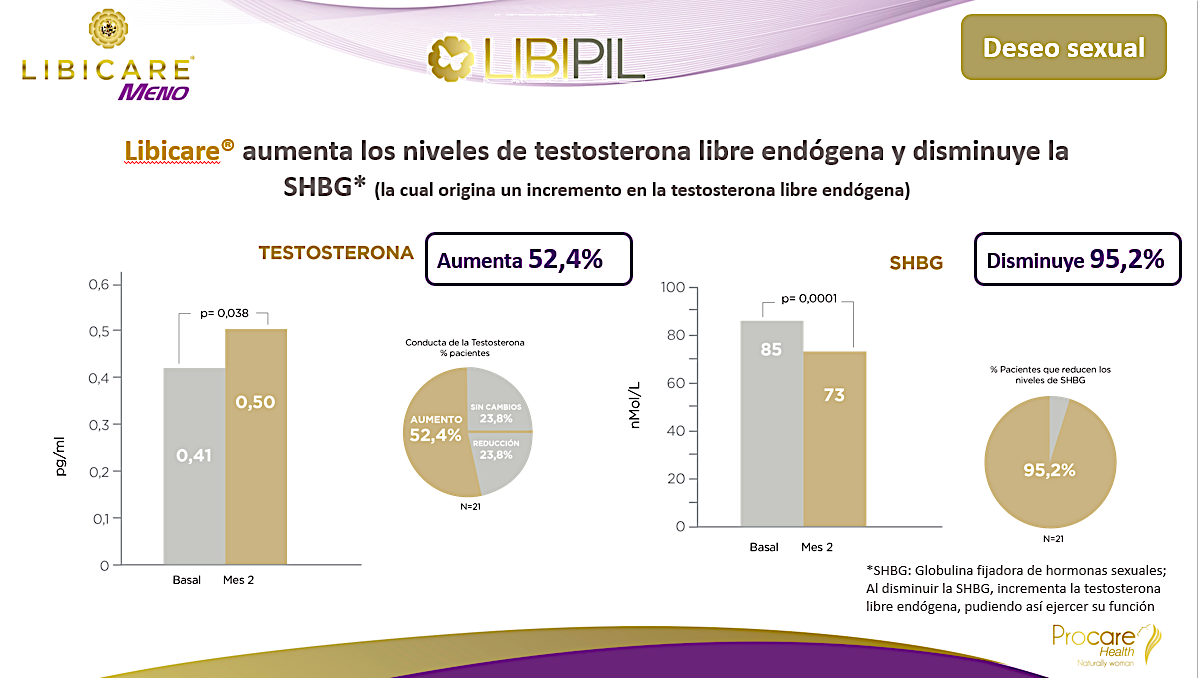 LIBICARE®
MENO
LIBIPIL
Deseo sexual
Libicare® aumenta los niveles de testosterona libre endógena y disminuye la
SHBG* (la cual origina un incremento en la testosterona libre endógena)
TESTOSTERONA
Aumenta 52,4%
0,6
0,5
0,4
0,3
0,2
0,1
0
pg/ml
p= 0,038
0,41
0,50
Basal
Mes 2
Conducta de la Testosterona
% pacientes
AUMENTO
52,4%
SIN CAMBIOS
23,8%
REDUCCIÓN
23,8%
N=21
SHBG
Disminuye 95,2%
100
80
60
40
20
0
nMol/L
p= 0,0001
85
73
Basal
Mes 2
% Pacientes que reducen los
niveles de SHBG
95,2%
N=21
*SHBG: Globulina fijadora de hormonas sexuales;
Al disminuir la SHBG, incrementa la testosterona
libre endógena, pudiendo así ejercer su función
Procare
Health
Naturally woman